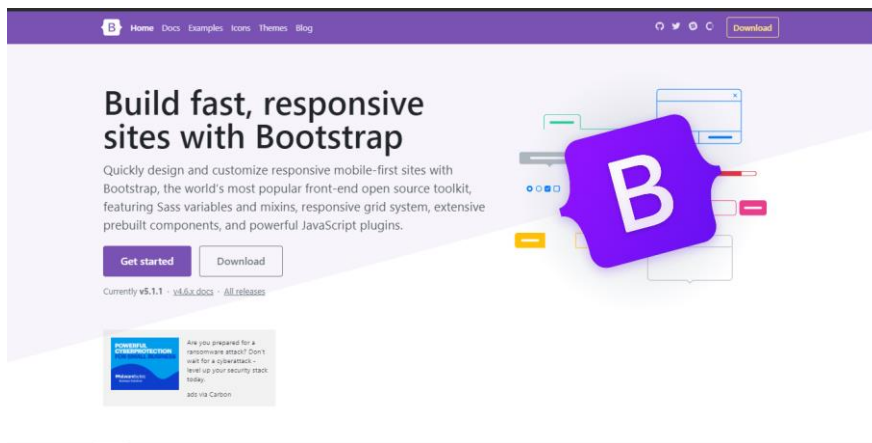 B Home Docs Examples Icons Themes Blog Download
Build fast, responsive
sites with Bootstrap
Quickly design and customize responsive mobile-first sites with
Bootstrap, the world's most popular front-end open source toolkit,
featuring Sass variables and mixins, responsive grid system, extensive
prebuilt components, and powerful JavaScript plugins.
Get started Download
Currently v5.1.1 · v4.6.x docs · All releases
B
POWERFUL
CYBERPROTECTION
Are you prepared for a
ransomware attack? Don't
wait for a cyberattack -
level up your security stack
today.
ads via Carbon